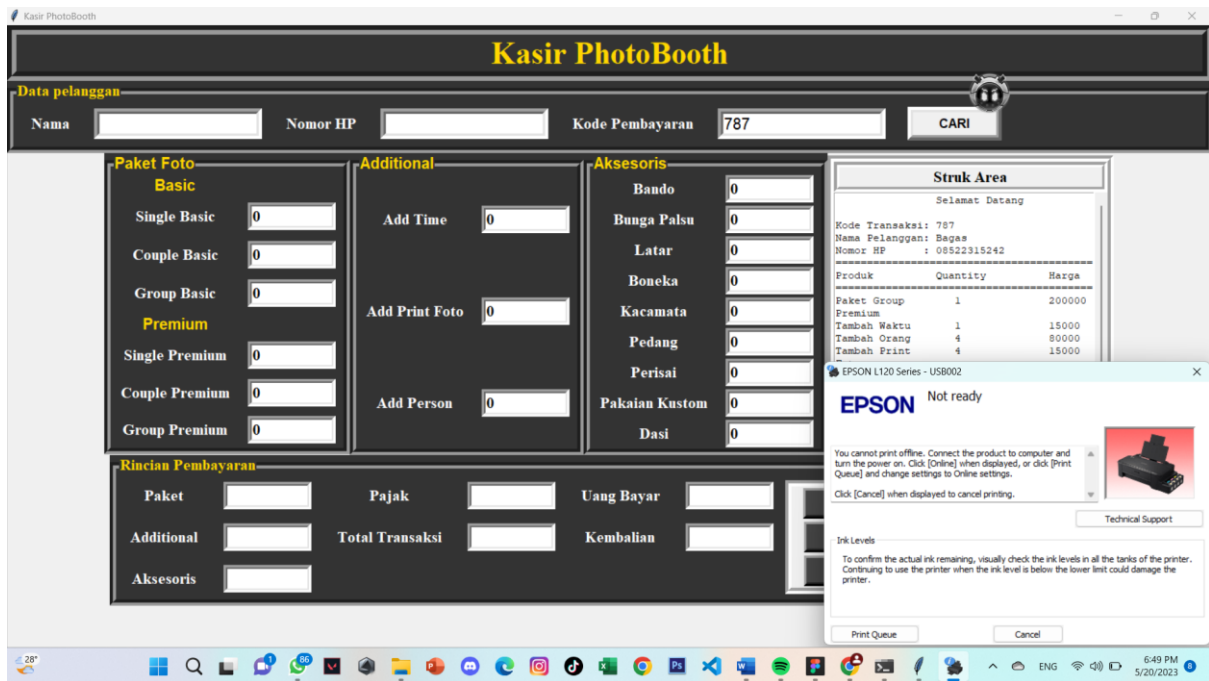 Kasir PhotoBooth
Kasir PhotoBooth
Data pelanggan
Nama
Nomor HP
Kode Pembayaran 787
CARI
Paket Foto
Basic
Single Basic 0
Couple Basic 0
Group Basic 0
Premium
Single Premium 0
Couple Premium 0
Group Premium 0
Additional
Add Time 0
Add Print Foto 0
Add Person 0
Aksesoris
Bando 0
Bunga Palsu 0
Latar 0
Boneka 0
Kacamata 0
Pedang 0
Perisai 0
Pakaian Kustom 0
Dasi 0
Struk Area
Selamat Datang
Kode Transaksi: 787
Nama Pelanggan: Bagas
Nomor HP : 08522315242
Produk Quantity Harga
Paket Group 1 200000
Premium
Tambah Waktu 1 15000
Tambah Orang 4 80000
Tambah Print 4 15000
Rincian Pembayaran
Paket
Pajak
Uang Bayar
Additional
Total Transaksi
Kembalian
Aksesoris
EPSON L120 Series - USB002
EPSON
Not ready
You cannot print offline. Connect the product to computer and
turn the power on. Click [Online] when displayed, or click [Print
Queue] and change settings to Online settings.
Click [Cancel] when displayed to cancel printing.
Technical Support
Ink Levels
To confirm the actual ink remaining, visually check the ink levels in all the tanks of the printer.
Continuing to use the printer when the ink level is below the lower limit could damage the
printer.
Print Queue
Cancel
28°
1
86
Ps
ENG
6:49 PM
5/20/2023
8